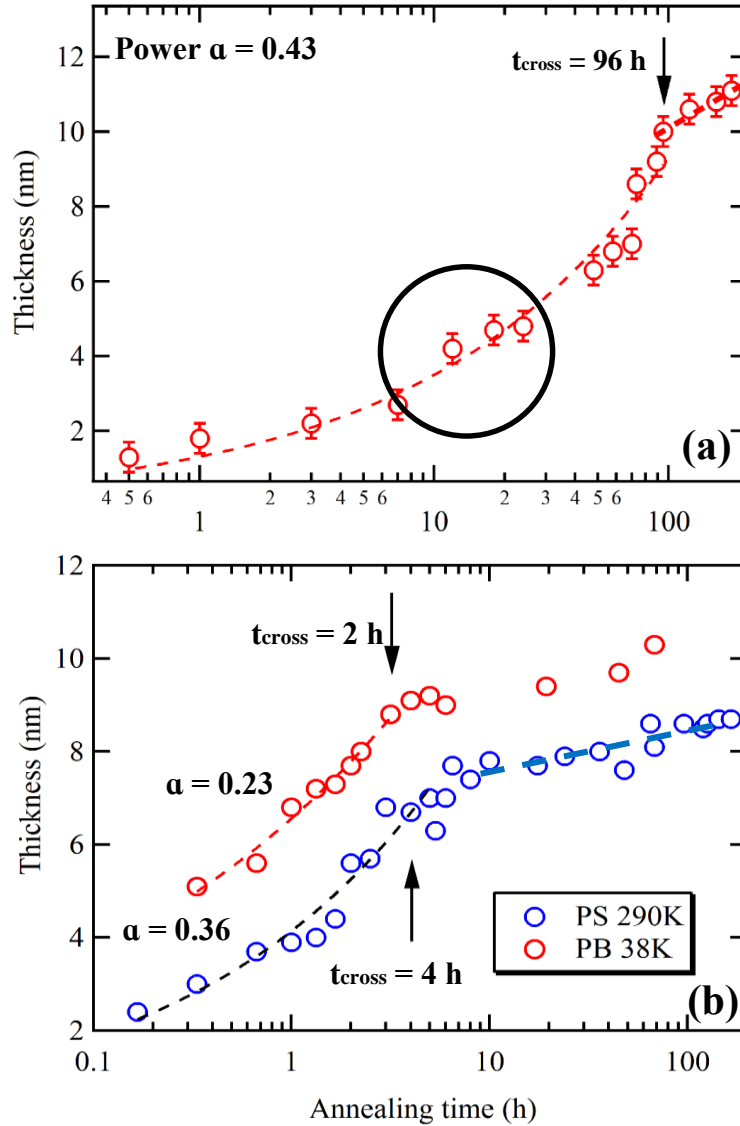 Power α = 0.43
tcross = 96 h
12
10
8
6
4
2
Thickness (nm)
(a)
4 5 6 2 3 4 5 6 2 3 4 5 6
1 10 100
12
10
8
6
4
2
Thickness (nm)
tcross = 2 h
α = 0.23
α = 0.36
tcross = 4 h
PS 290K
PB 38K
(b)
0.1 1 10 100
Annealing time (h)